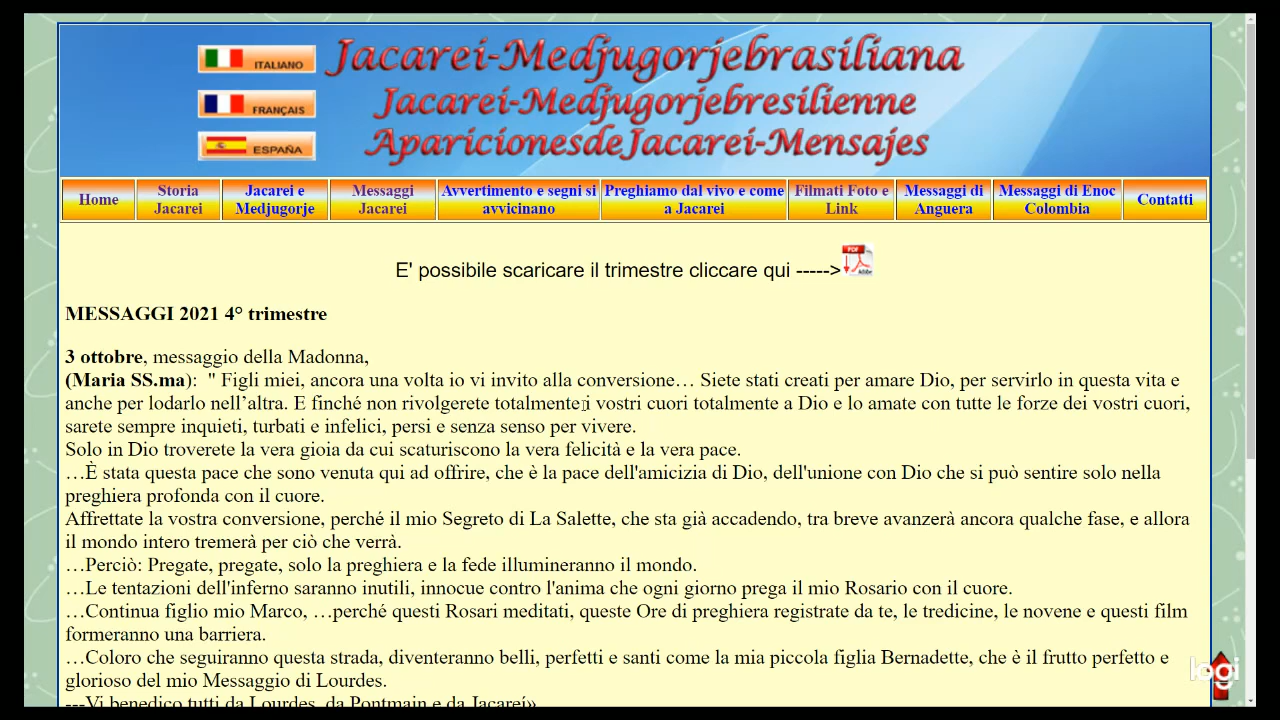 ITALIANO
Jacarei-Medjugorjebrasiliana
FRANÇAIS
Jacarei-Medjugorjebresilienne
ESPAÑA
AparicionesdeJacarei-Mensajes
Home
Storia Jacarei
Jacarei e Medjugorje
Messaggi Jacarei
Avvertimento e segni si avvicinano
Preghiamo dal vivo e come a Jacarei
Filmati Foto e Link
Messaggi di Anguera
Messaggi di Enoc Colombia
Contatti
E' possibile scaricare il trimestre cliccare qui ----->
PDF
Adobe
MESSAGGI 2021 4° trimestre
3 ottobre, messaggio della Madonna,
(Maria SS.ma): " Figli miei, ancora una volta io vi invito alla conversione… Siete stati creati per amare Dio, per servirlo in questa vita e
anche per lodarlo nell’altra. E finché non rivolgerete totalmente i vostri cuori totalmente a Dio e lo amate con tutte le forze dei vostri cuori,
sarete sempre inquieti, turbati e infelici, persi e senza senso per vivere.
Solo in Dio troverete la vera gioia da cui scaturiscono la vera felicità e la vera pace.
…È stata questa pace che sono venuta qui ad offrire, che è la pace dell'amicizia di Dio, dell'unione con Dio che si può sentire solo nella
preghiera profonda con il cuore.
Affrettate la vostra conversione, perché il mio Segreto di La Salette, che sta già accadendo, tra breve avanzerà ancora qualche fase, e allora
il mondo intero tremerà per ciò che verrà.
…Perciò: Pregate, pregate, solo la preghiera e la fede illumineranno il mondo.
…Le tentazioni dell'inferno saranno inutili, innocue contro l'anima che ogni giorno prega il mio Rosario con il cuore.
…Continua figlio mio Marco, …perché questi Rosari meditati, queste Ore di preghiera registrate da te, le tredicine, le novene e questi film
formeranno una barriera.
…Coloro che seguiranno questa strada, diventeranno belli, perfetti e santi come la mia piccola figlia Bernadette, che è il frutto perfetto e
glorioso del mio Messaggio di Lourdes.
---Vi benedico tutti da Lourdes, da Pontmain e da Jacareí»
logi